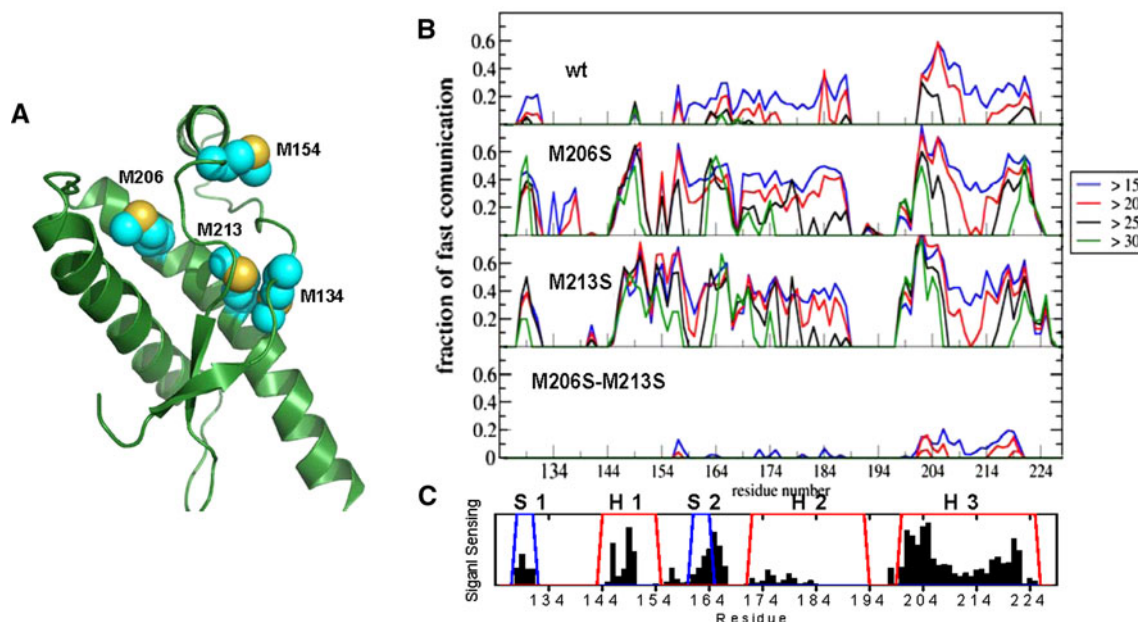 A
M154
M206
M213
M134
B
fraction of fast comunication
0.6
0.4
0.2
wt
0.6
0.4
0.2
0
M206S
0.6
0.4
0.2
0
M213S
0.6
0.4
0.2
0
M206S-M213S
134 144 154 164 174 184 194 204 214 224
residue number
> 15
> 20
> 25
> 30
C
S 1 H 1 S 2 H 2 H 3
Siganl Sensing
134 144 154 164 174 184 194 204 214 224
Residue